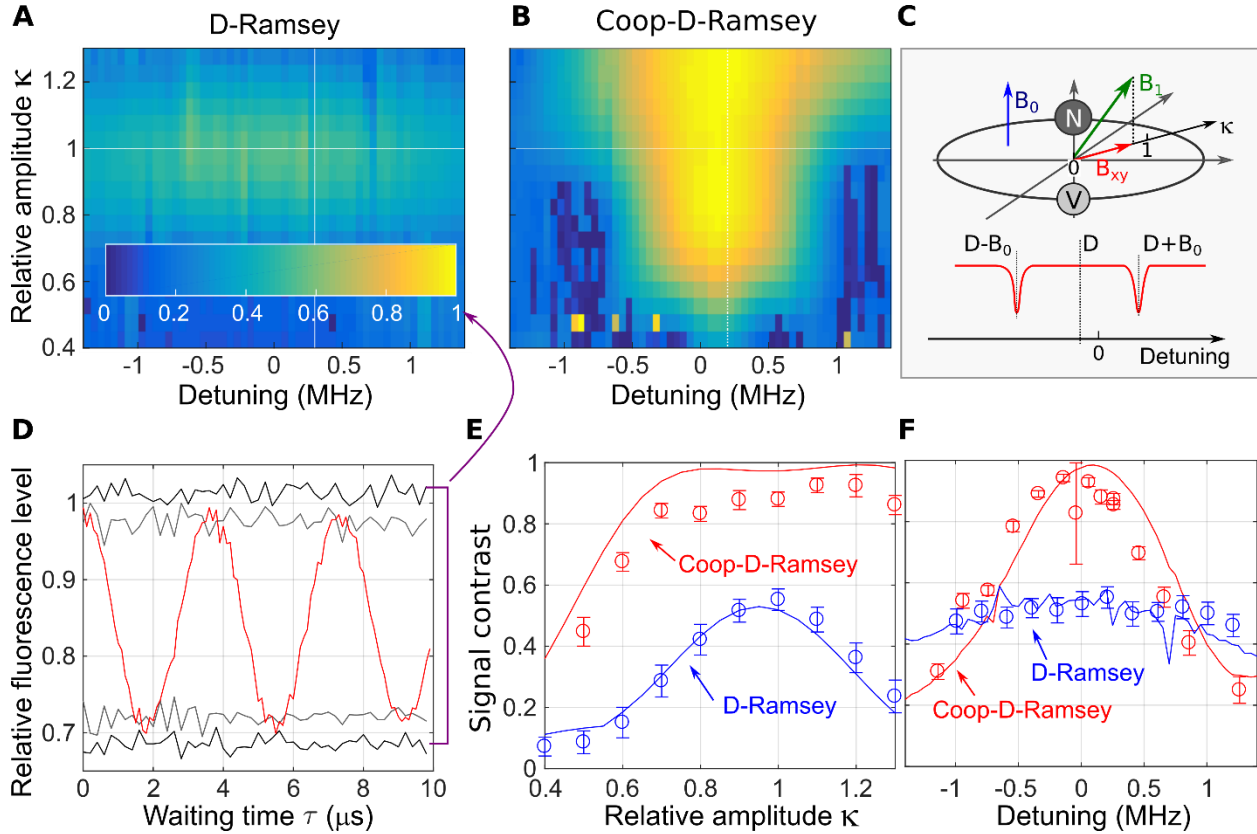 A
D-Ramsey
Relative amplitude κ
1.2
1
0.8
0.6
0.4
0 0.2 0.4 0.6 0.8 1
-1 -0.5 0 0.5 1
Detuning (MHz)
B
Coop-D-Ramsey
-1 -0.5 0 0.5 1
Detuning (MHz)
C
B0
N
B1
κ
1
0
Bxy
V
D-B0
D
D+B0
0
Detuning
D
Relative fluorescence level
1
0.9
0.8
0.7
0 2 4 6 8 10
Waiting time τ (μs)
E
Signal contrast
1
0.8
0.6
0.4
0.2
0
Coop-D-Ramsey
D-Ramsey
0.4 0.6 0.8 1.0 1.2
Relative amplitude κ
F
D-Ramsey
Coop-D-Ramsey
-1 -0.5 0 0.5 1
Detuning (MHz)